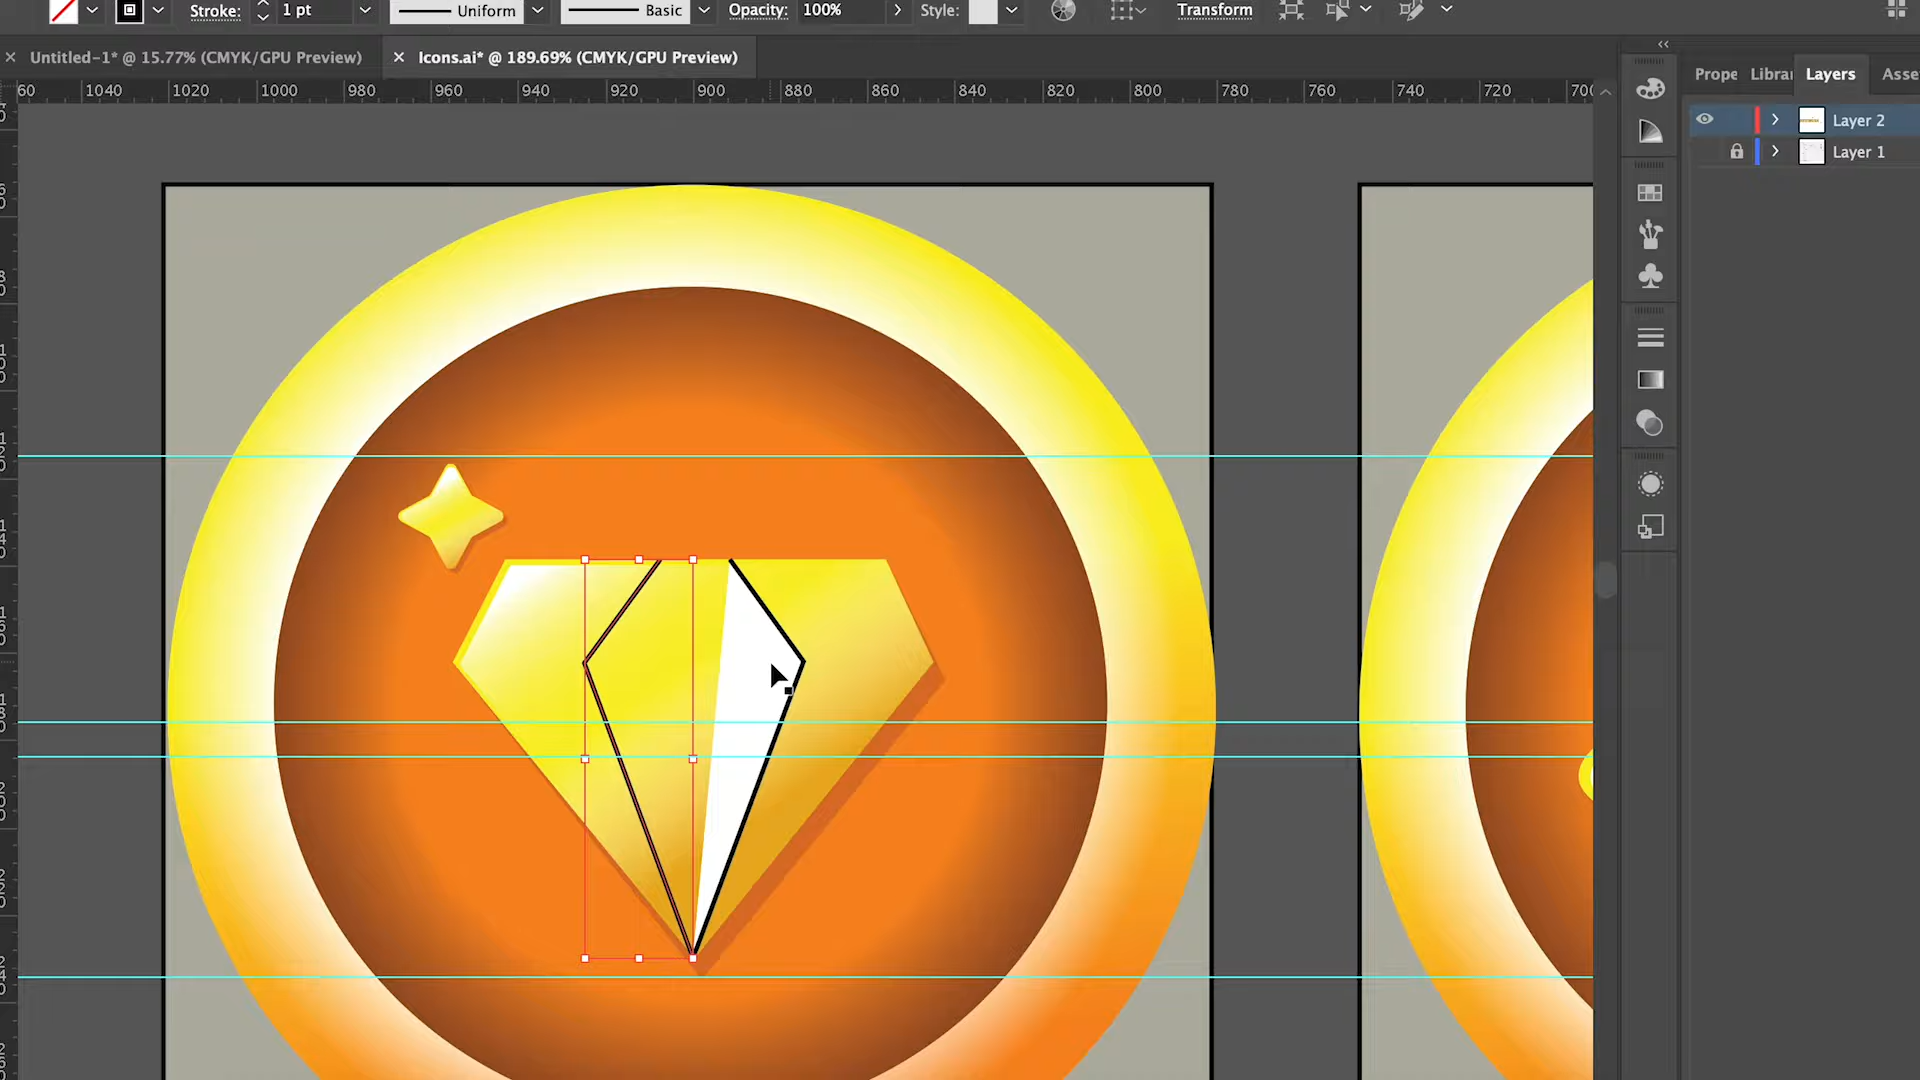 Stroke: 1 pt Uniform Basic Opacity: 100% Style: Transform
Untitled-1* @ 15.77% (CMYK/GPU Preview) Icons.ai* @ 189.69% (CMYK/GPU Preview)
60 1040 1020 1000 980 960 940 920 900 880 860 840 820 800 780 760 740 720 700
Prope Librar Layers Asse
Layer 2
Layer 1